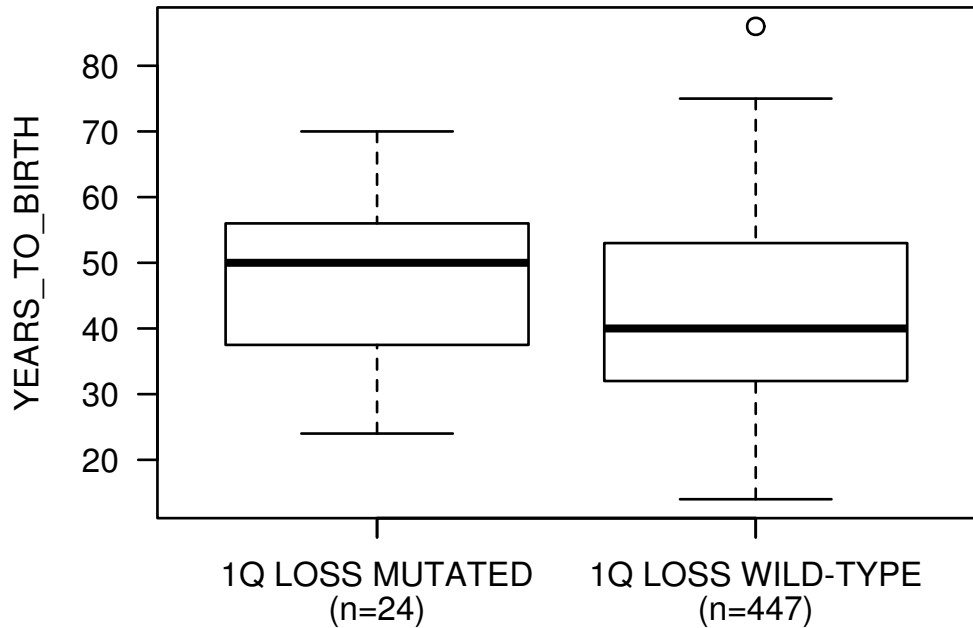 YEARS_TO_BIRTH
80
70
60
50
40
30
20
1Q LOSS MUTATED
(n=24)
1Q LOSS WILD-TYPE
(n=447)